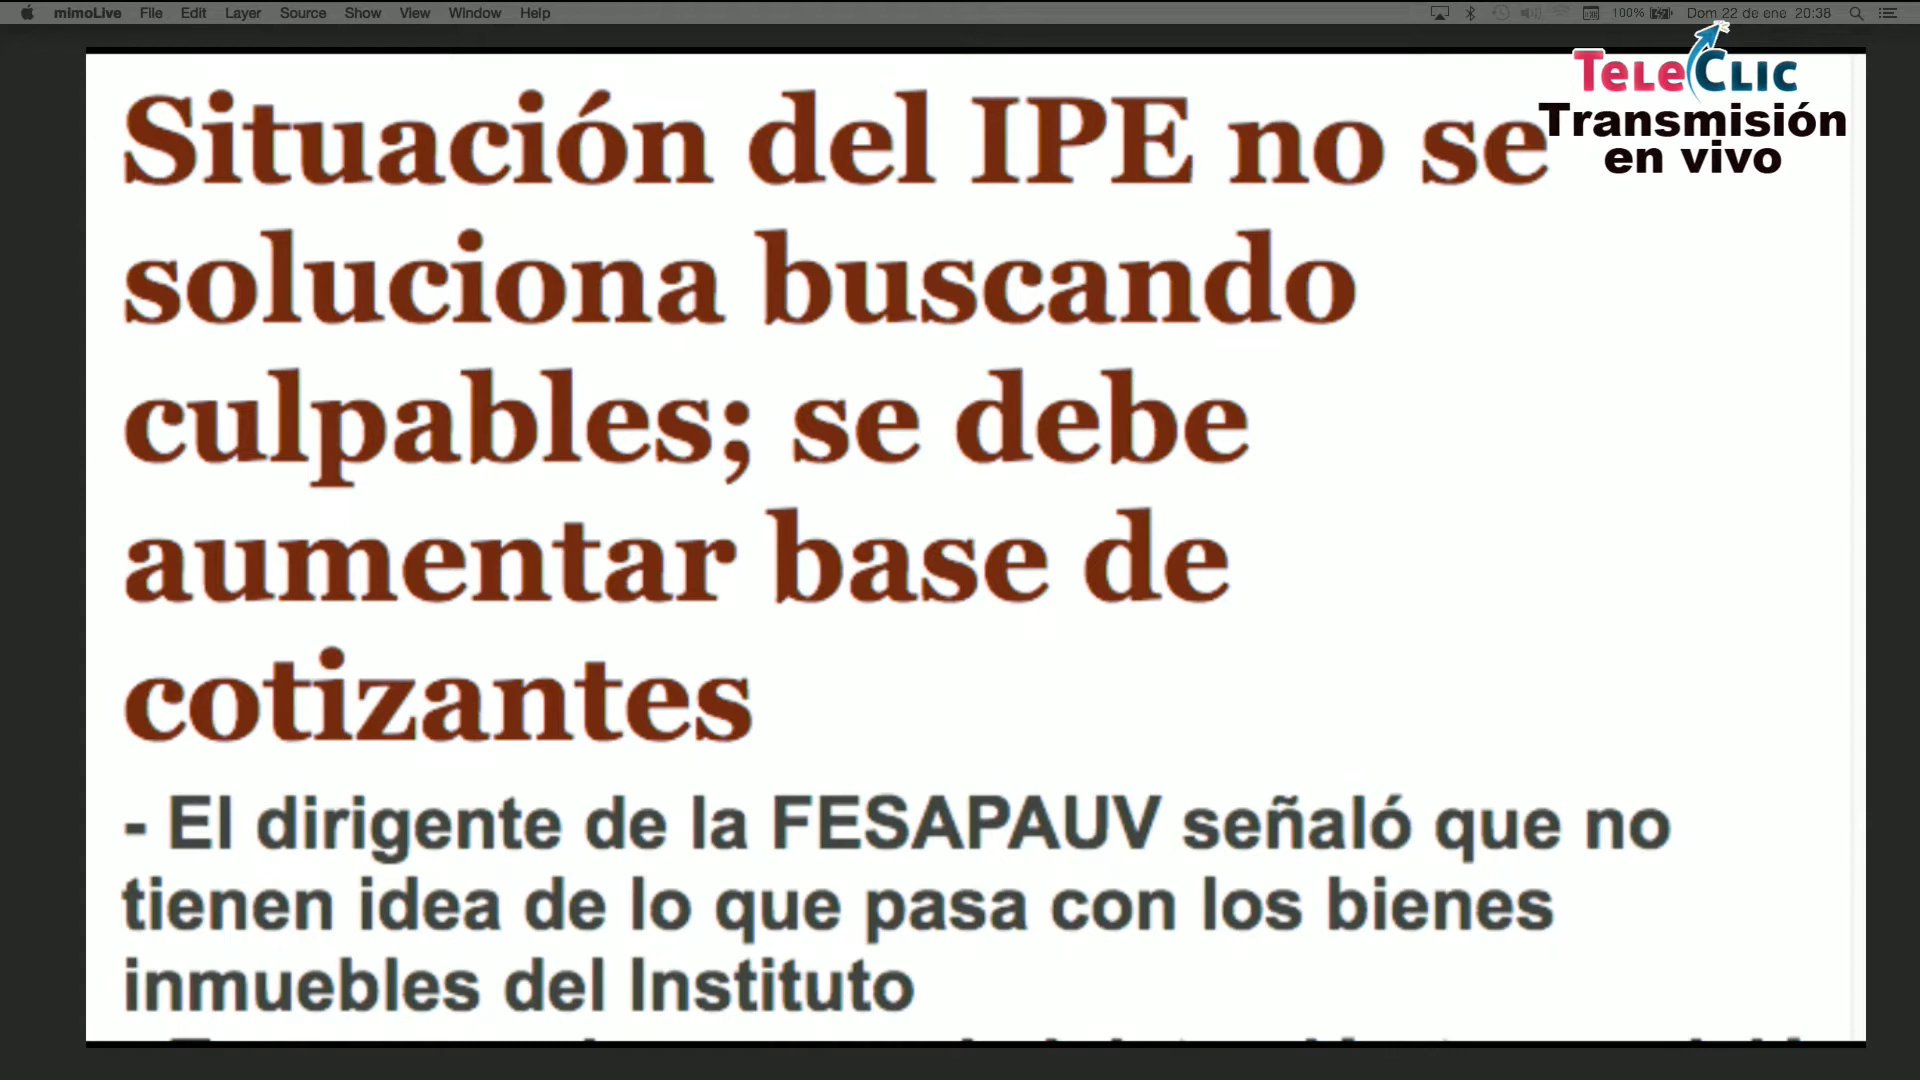 mimoLive File Edit Layer Source Show View Window Help 100% Dom 22 de ene 20:38
TELECLIC
Transmisión
en vivo
Situación del IPE no se
soluciona buscando
culpables; se debe
aumentar base de
cotizantes
- El dirigente de la FESAPAUV señaló que no
tienen idea de lo que pasa con los bienes
inmuebles del Instituto